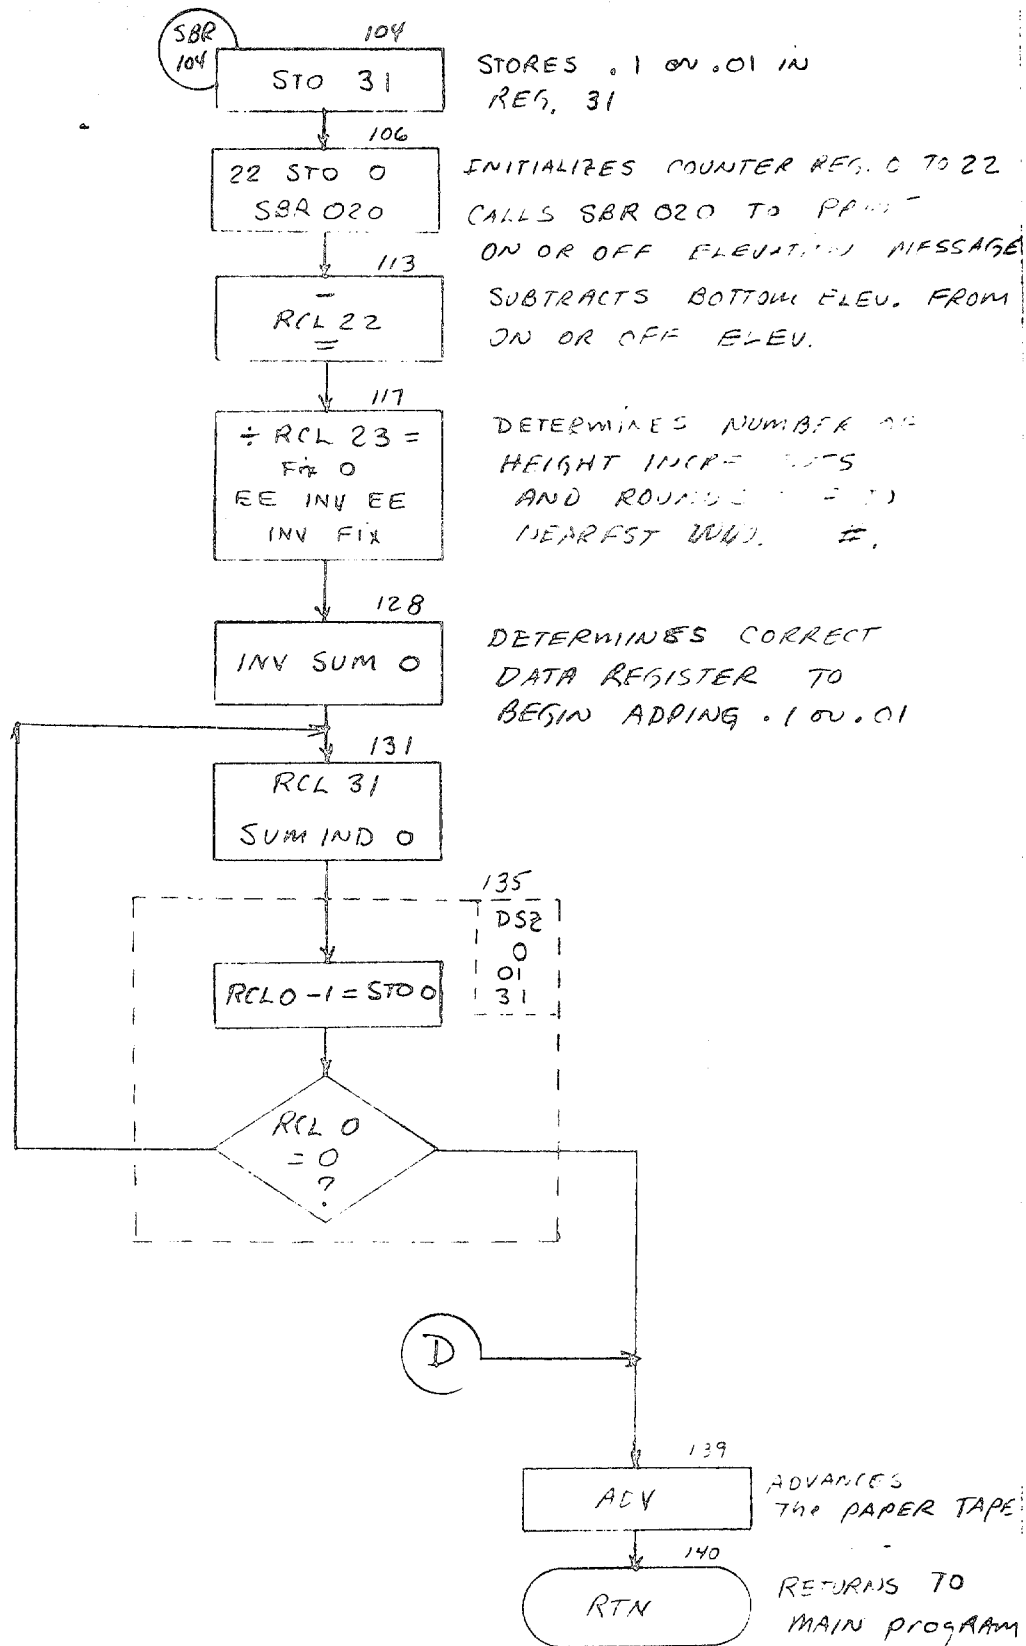 SBR
104
104
STO 31
STORES .1 OR .01 IN
REG. 31
106
22 STO 0
SBR 020
INITIALIZES COUNTER REG. 0 TO 22
CALLS SBR 020 TO
ON OR OFF ELEVATION MESSAGE
113
-
RCL 22
=
SUBTRACTS BOTTOM ELEV. FROM
ON OR OFF ELEV.
117
÷ RCL 23 =
Fix 0
EE INV EE
INV FIX
DETERMINES NUMBER
HEIGHT
AND
NEAREST #.
128
INV SUM 0
DETERMINES CORRECT
DATA REGISTER TO
BEGIN ADDING .1 OR .01
131
RCL 31
SUM IND 0
135
DSZ
0
01
31
RCL 0 - 1 = STO 0
RCL 0
= 0
?
D
139
ADV
ADVANCES
The PAPER TAPE
140
RTN
RETURNS TO
MAIN PROGRAM